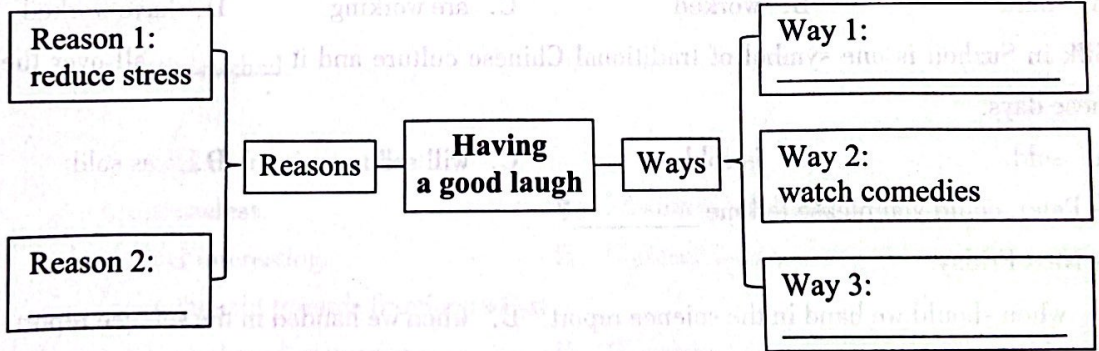 Reason 1:
reduce stress
Reason 2:
Reasons
Having
a good laugh
Ways
Way 1:
Way 2:
watch comedies
Way 3: